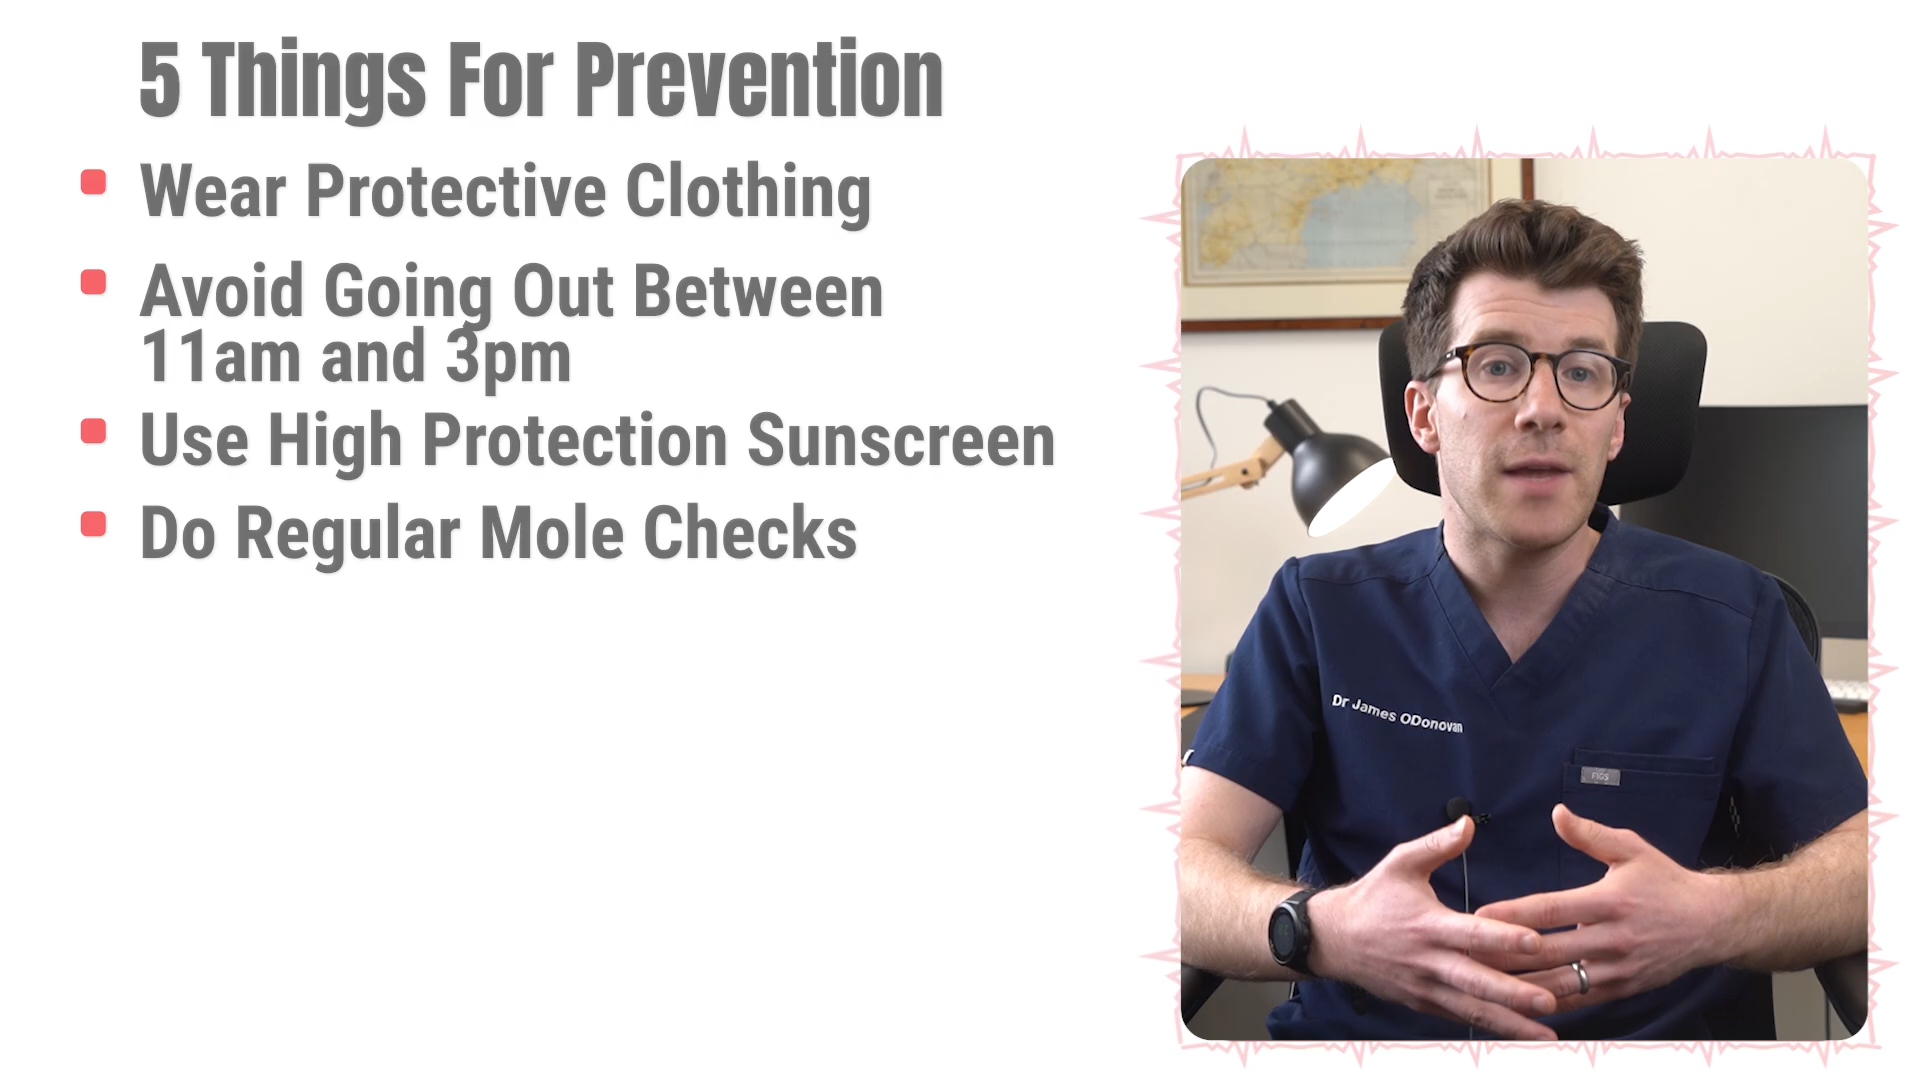 5 Things For Prevention
Wear Protective Clothing
Avoid Going Out Between
11am and 3pm
Use High Protection Sunscreen
Do Regular Mole Checks
Dr James ODonovan
FIGS